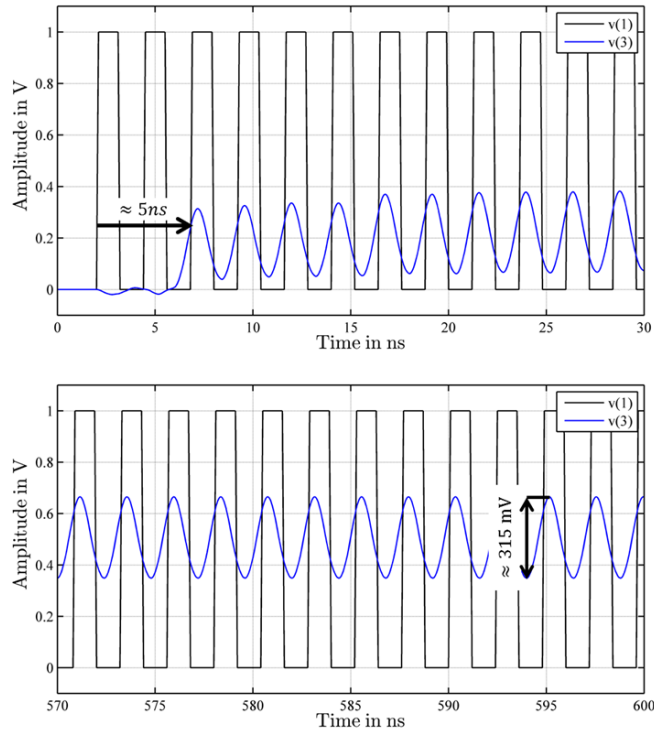 v(1)
v(3)
1
0.8
0.6
0.4
0.2
0
Amplitude in V
≈ 5ns
0 5 10 15 20 25 30
Time in ns
v(1)
v(3)
1
0.8
0.6
0.4
0.2
0
Amplitude in V
≈ 315 mV
570 575 580 585 590 595 600
Time in ns